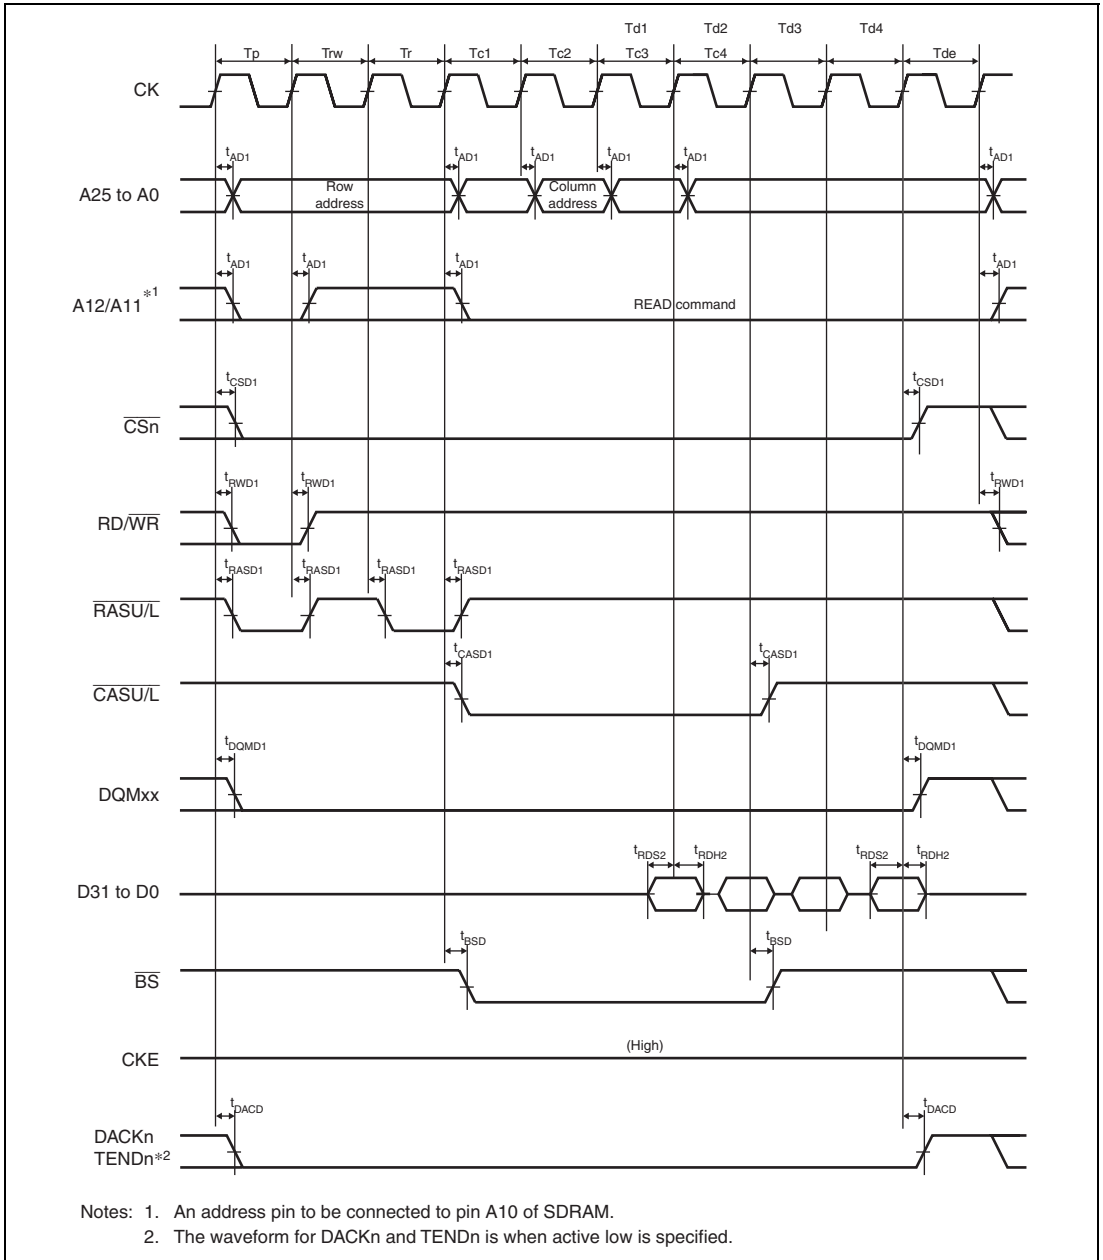 Td1 Td2 Td3 Td4
Tp Trw Tr Tc1 Tc2 Tc3 Tc4 Tde
CK
tAD1 tAD1 tAD1 tAD1 tAD1 tAD1
A25 to A0
Row
address
Column
address
tAD1 tAD1 tAD1 tAD1
A12/A11*1
READ command
tCSD1 tCSD1
CSn
tRWD1 tRWD1 tRWD1
RD/WR
tRASD1 tRASD1 tRASD1 tRASD1
RASU/L
tCASD1 tCASD1
CASU/L
tDQMD1 tDQMD1
DQMxx
tRDS2 tRDH2 tRDS2 tRDH2
D31 to D0
tBSD tBSD
BS
(High)
CKE
tDACD tDACD
DACKn
TENDn*2
Notes: 1. An address pin to be connected to pin A10 of SDRAM.
2. The waveform for DACKn and TENDn is when active low is specified.